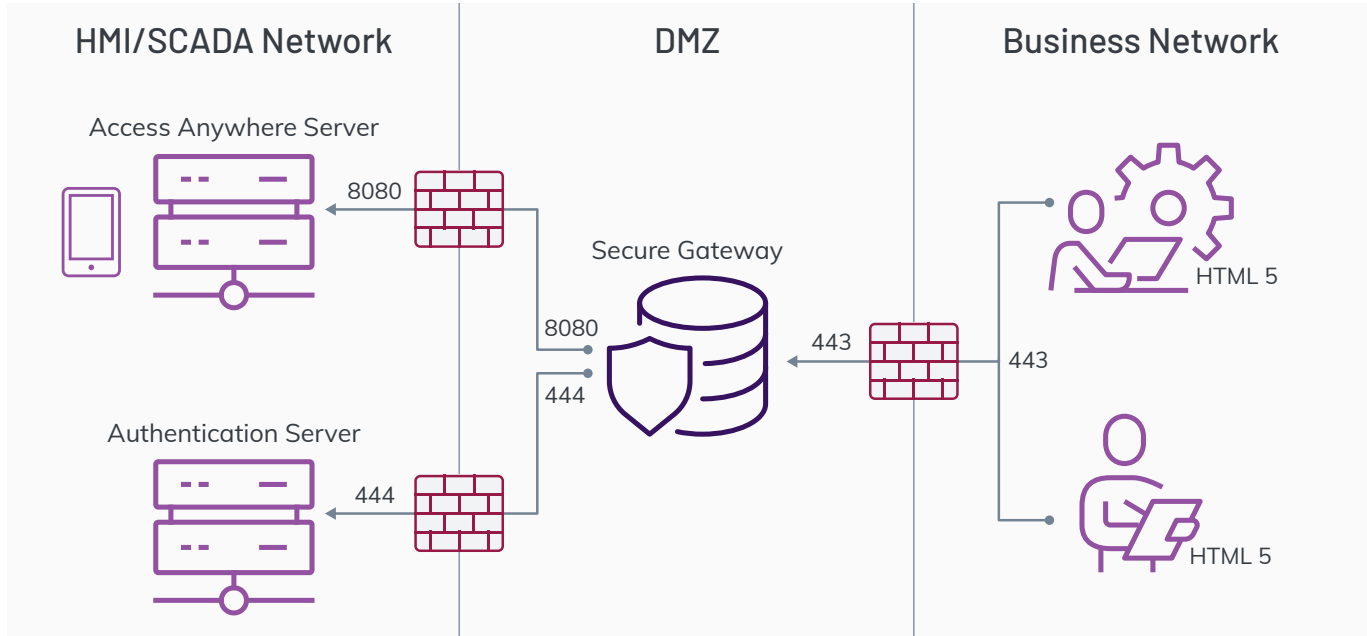 HMI/SCADA Network
DMZ
Business Network
Access Anywhere Server
8080
Secure Gateway
HTML 5
8080
443
443
444
Authentication Server
444
HTML 5